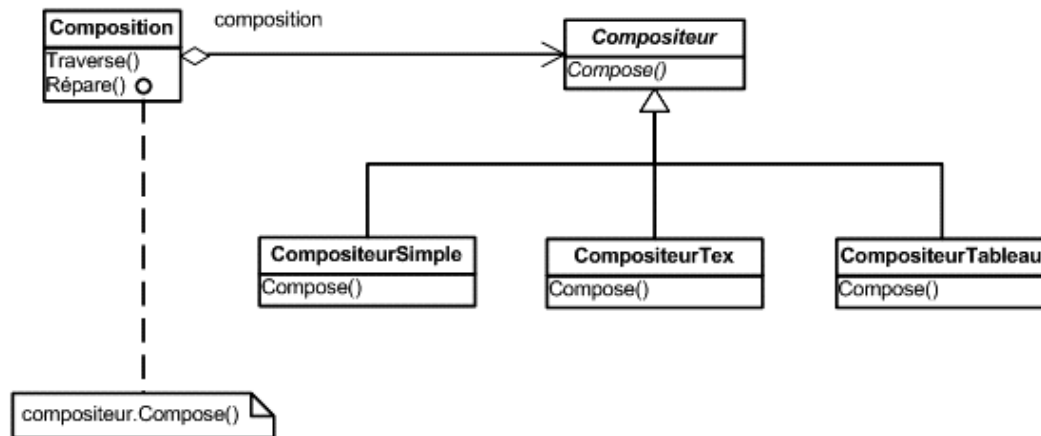 Composition
Traverse()
Répare()
composition
Compositeur
Compose()
CompositeurSimple
Compose()
CompositeurTex
Compose()
CompositeurTableau
Compose()
compositeur.Compose()